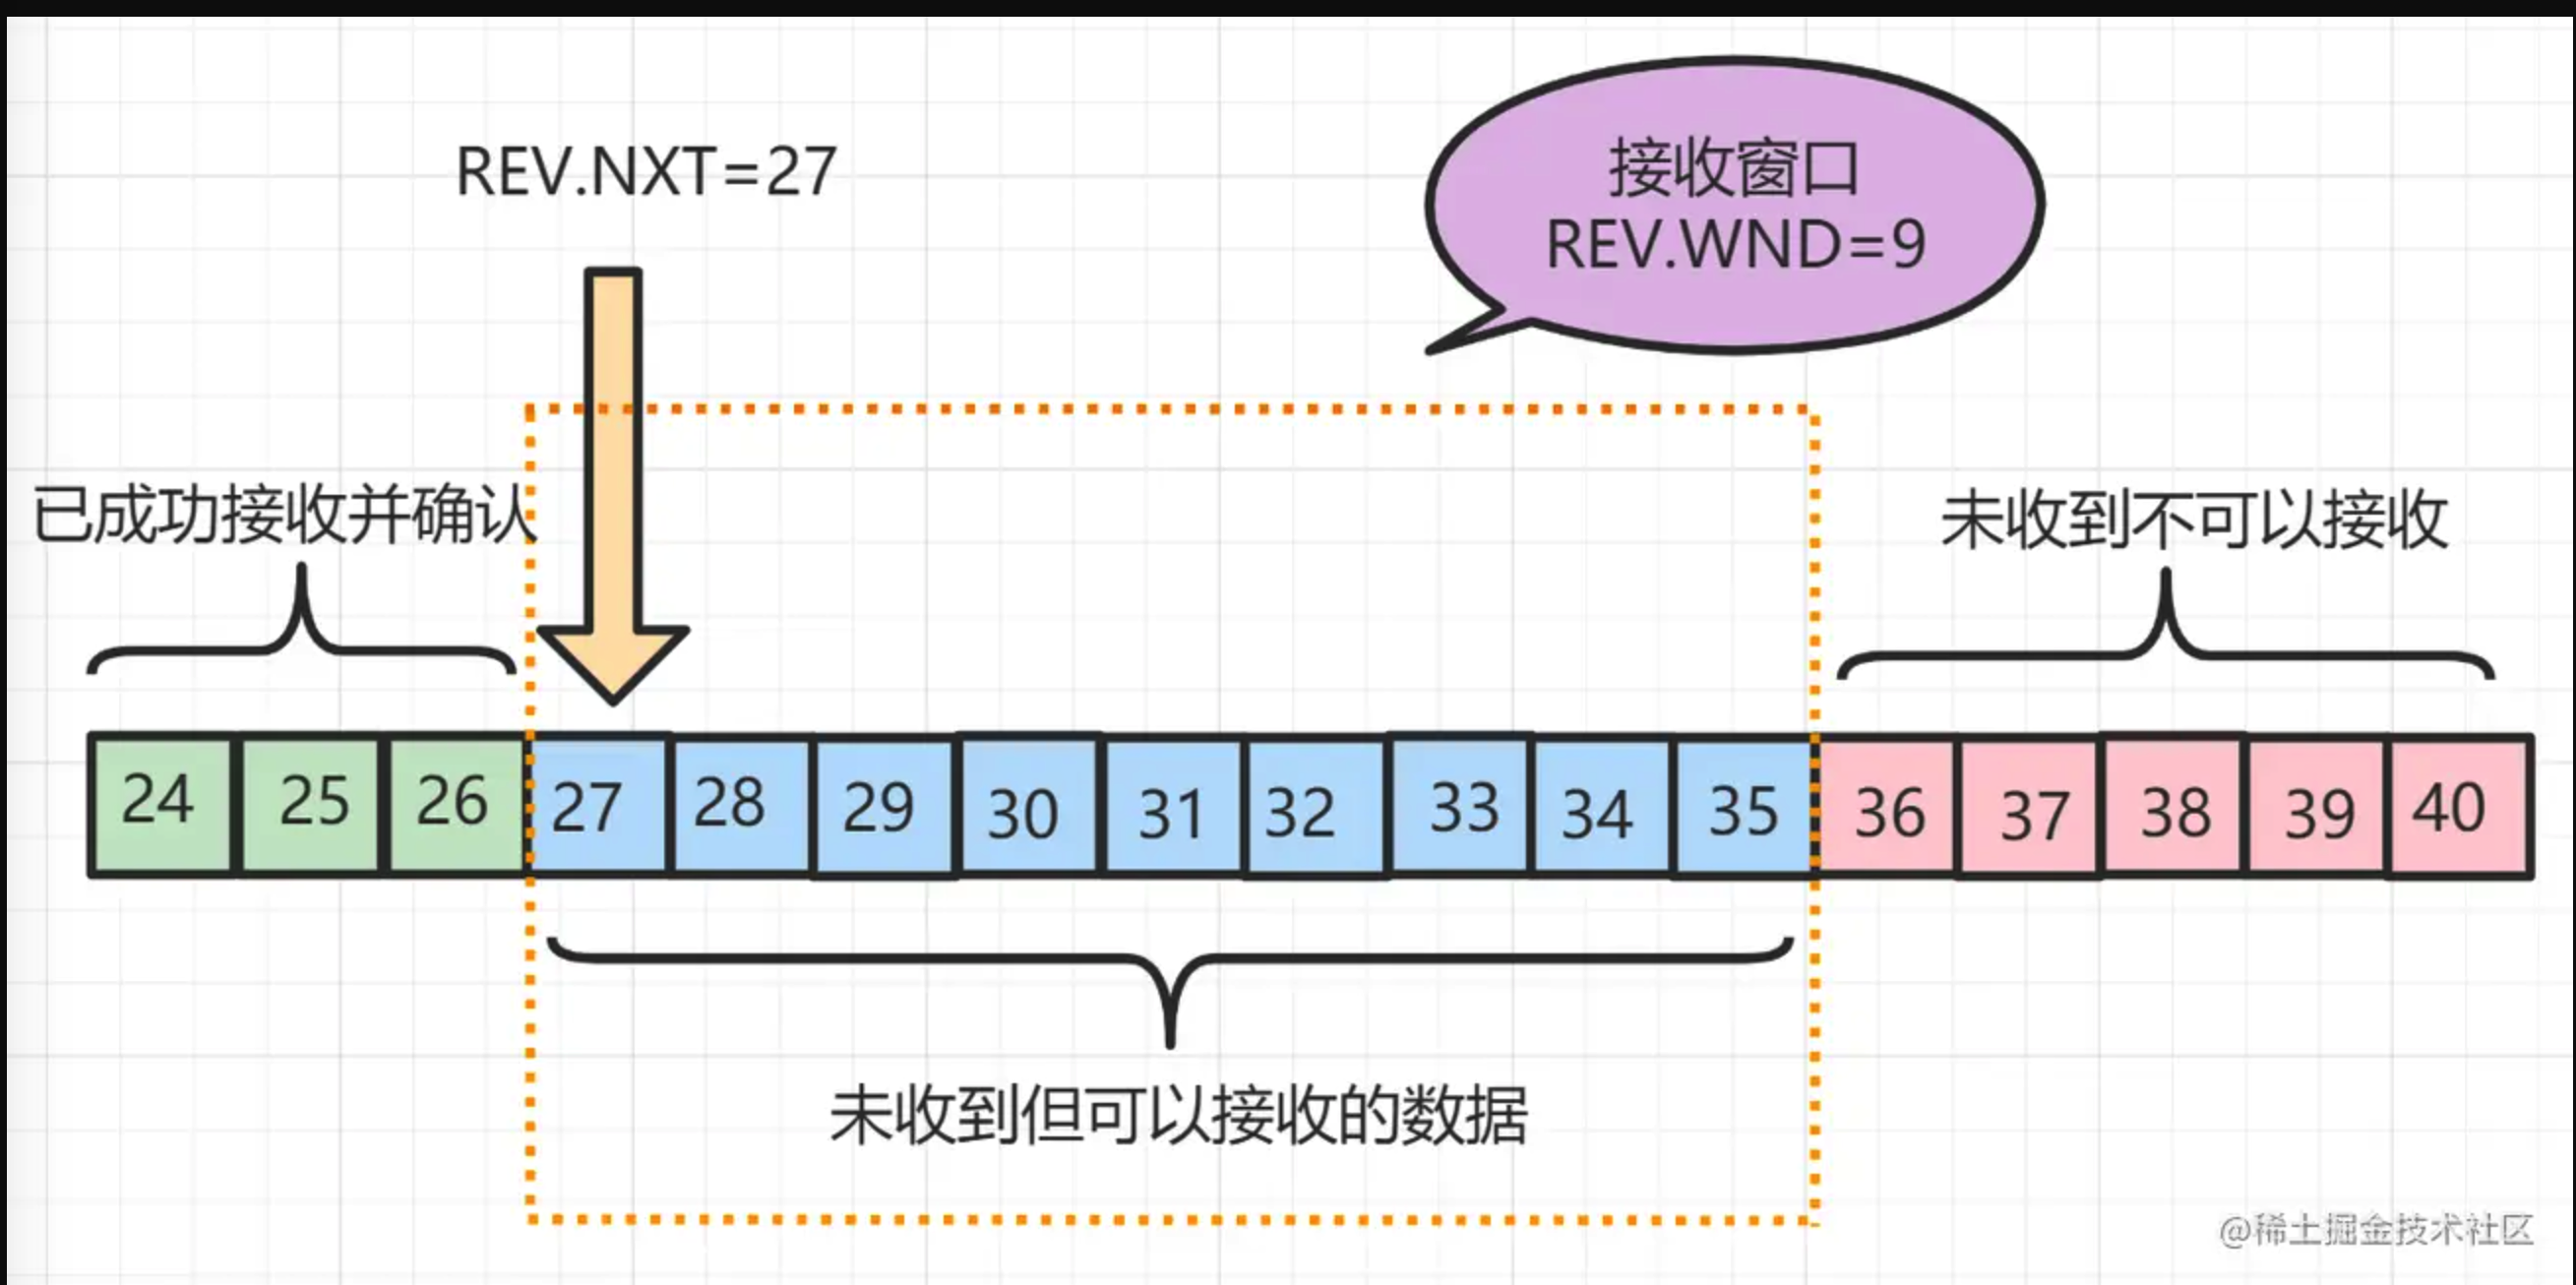 REV.NXT=27
接收窗口
REV.WND=9
已成功接收并确认
未收到不可以接收
24 25 26 27 28 29 30 31 32 33 34 35 36 37 38 39 40
未收到但可以接收的数据
@稀土掘金技术社区